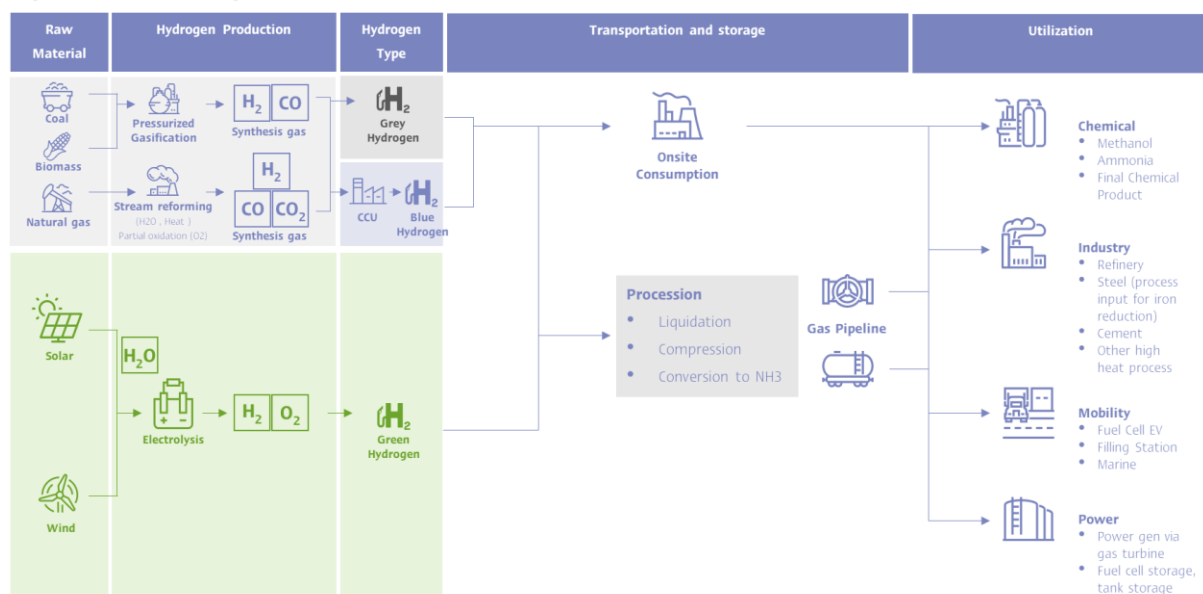 Raw
Material
Hydrogen Production
Hydrogen
Type
Transportation and storage
Utilization
Coal
Biomass
Natural gas
Pressurized
Gasification
H2
CO
Synthesis gas
Stream reforming
(H2O , Heat )
Partial oxidation (O2)
H2
CO
CO2
Synthesis gas
H2
Grey
Hydrogen
CCU
H2
Blue
Hydrogen
Solar
Wind
H2O
Electrolysis
H2
O2
H2
Green
Hydrogen
Onsite
Consumption
Procession
• Liquidation
• Compression
• Conversion to NH3
Gas Pipeline
Chemical
• Methanol
• Ammonia
• Final Chemical
Product
Industry
• Refinery
• Steel (process
input for iron
reduction)
• Cement
• Other high
heat process
Mobility
• Fuel Cell EV
• Filling Station
• Marine
Power
• Power gen via
gas turbine
• Fuel cell storage,
tank storage